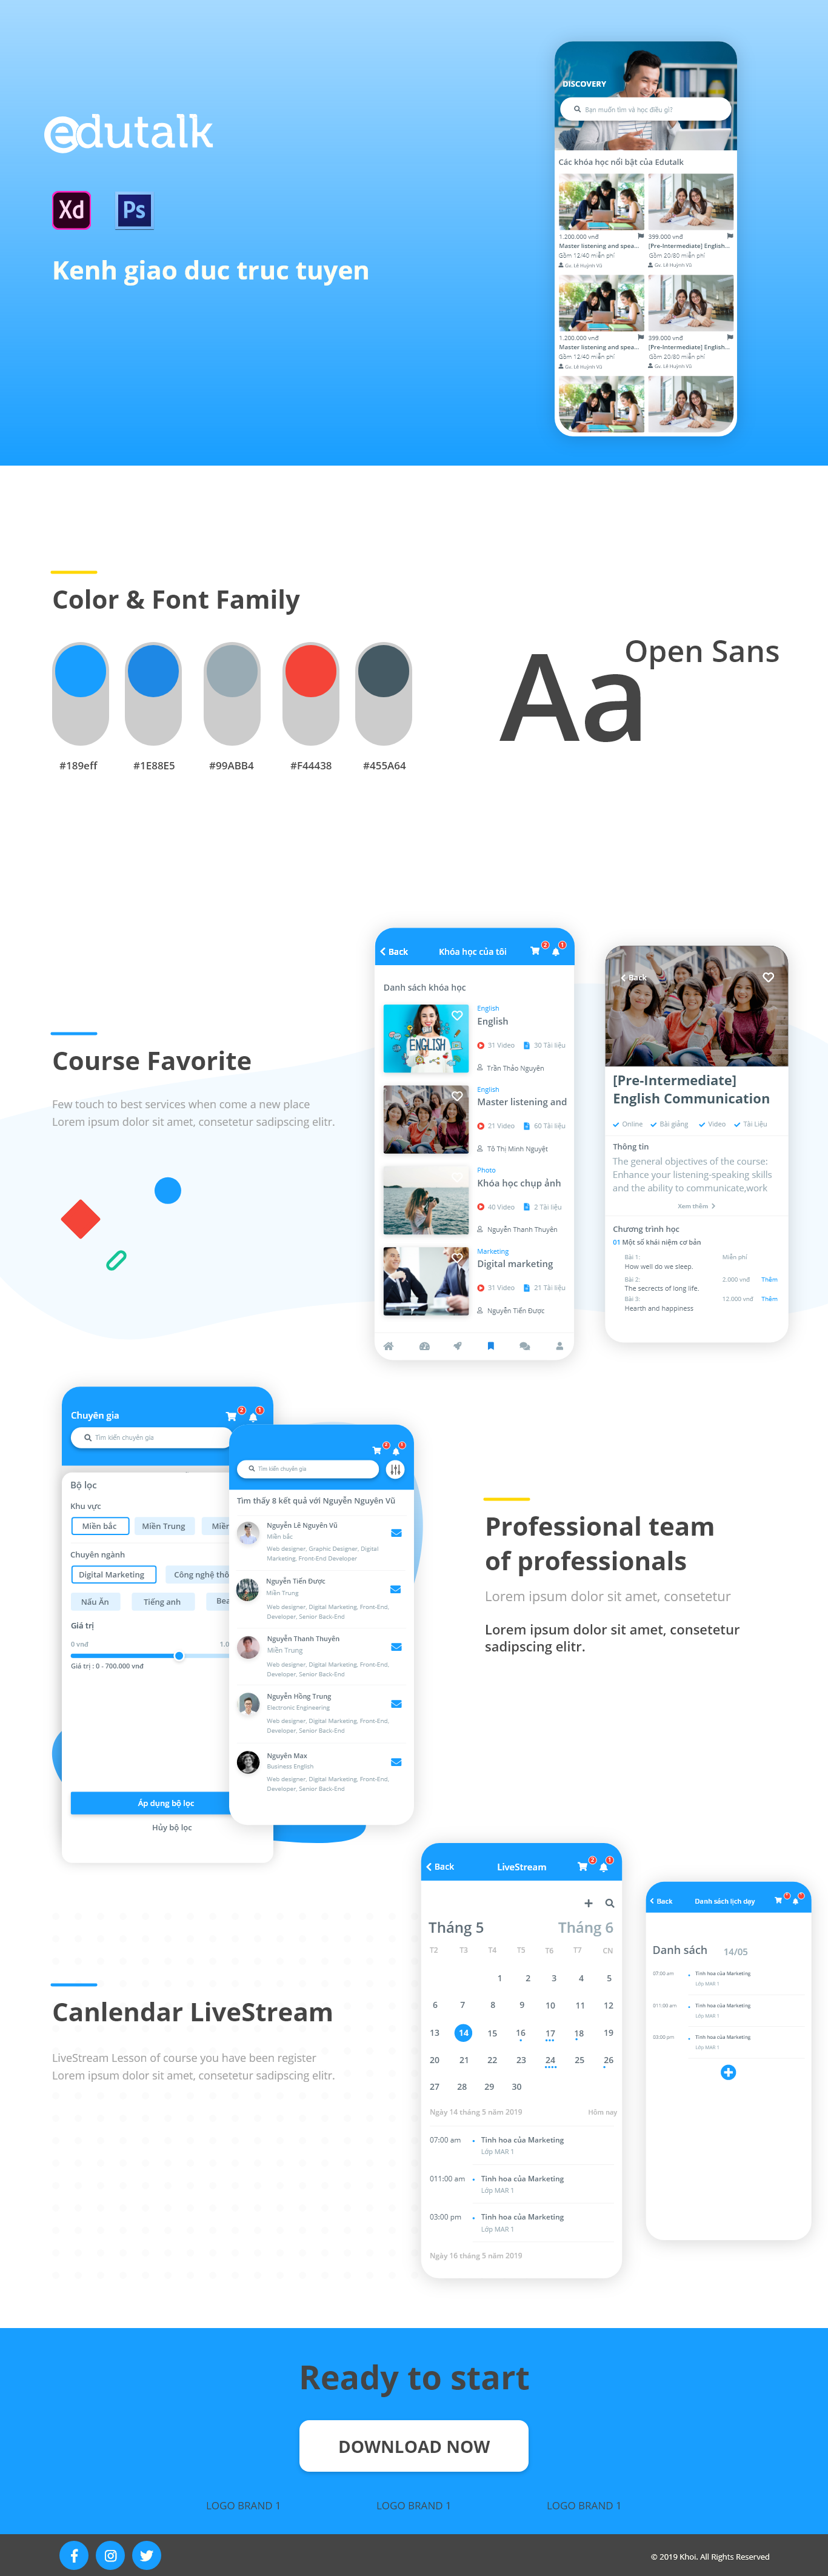 edutalk
Xd
Ps
Kenh giao duc truc tuyen
DISCOVERY
Bạn muốn tìm và học điều gì?
Các khóa học nổi bật của Edutalk
1.200.000 vnđ
Master listening and spea...
Gồm 12/40 miễn phí
Gv. Lê Huỳnh Vũ
399.000 vnđ
[Pre-Intermediate] English...
Gồm 20/80 miễn phí
Gv. Lê Huỳnh Vũ
1.200.000 vnđ
Master listening and spea...
Gồm 12/40 miễn phí
Gv. Lê Huỳnh Vũ
399.000 vnđ
[Pre-Intermediate] English...
Gồm 20/80 miễn phí
Gv. Lê Huỳnh Vũ
Color & Font Family
#189eff
#1E88E5
#99ABB4
#F44438
#455A64
Open Sans
Aa
Course Favorite
Few touch to best services when come a new place
Lorem ipsum dolor sit amet, consetetur sadipscing elitr.
Back
Khóa học của tôi
2
1
Danh sách khóa học
ENGLISH
English
English
31 Video 30 Tài liệu
Trần Thảo Nguyên
English
Master listening and
21 Video 60 Tài liệu
Tô Thị Minh Nguyệt
Photo
Khóa học chụp ảnh
40 Video 2 Tài liệu
Nguyễn Thanh Thuyên
Marketing
Digital marketing
31 Video 21 Tài liệu
Nguyễn Tiến Được
Back
[Pre-Intermediate]
English Communication
Online Bài giảng Video Tài Liệu
Thông tin
The general objectives of the course:
Enhance your listening-speaking skills
and the ability to communicate,work
Xem thêm
Chương trình học
01 Một số khái niệm cơ bản
Bài 1: Miễn phí
How well do we sleep.
Bài 2: 2.000 vnđ Thêm
The secrects of long life.
Bài 3: 12.000 vnđ Thêm
Hearth and happiness
Chuyên gia
2
1
Tìm kiến chuyên gia
Bộ lọc
Khu vực
Miền bắc
Miền Trung
Miền
Chuyên ngành
Digital Marketing
Công nghệ thô
Nấu Ăn
Tiếng anh
Bea
Giá trị
0 vnđ
1.0
Giá trị : 0 - 700.000 vnđ
Áp dụng bộ lọc
Hủy bộ lọc
2
1
Tìm kiến chuyên gia
Tìm thấy 8 kết quả với Nguyễn Nguyên Vũ
Nguyễn Lê Nguyên Vũ
Miền bắc
Web designer, Graphic Designer, Digital
Marketing, Front-End Developer
Nguyễn Tiến Được
Miền Trung
Web designer, Digital Marketing, Front-End,
Developer, Senior Back-End
Nguyễn Thanh Thuyên
Miền Trung
Web designer, Digital Marketing, Front-End,
Developer, Senior Back-End
Nguyễn Hồng Trung
Electronic Engineering
Web designer, Digital Marketing, Front-End,
Developer, Senior Back-End
Nguyên Max
Business English
Web designer, Digital Marketing, Front-End,
Developer, Senior Back-End
Professional team
of professionals
Lorem ipsum dolor sit amet, consetetur
Lorem ipsum dolor sit amet, consetetur
sadipscing elitr.
Canlendar LiveStream
LiveStream Lesson of course you have been register
Lorem ipsum dolor sit amet, consetetur sadipscing elitr.
Back
LiveStream
2
1
Tháng 5
Tháng 6
T2 T3 T4 T5 T6 T7 CN
1 2 3 4 5
6 7 8 9 10 11 12
13 14 15 16 17 18 19
20 21 22 23 24 25 26
27 28 29 30
Ngày 14 tháng 5 năm 2019 Hôm nay
07:00 am Tinh hoa của Marketing
Lớp MAR 1
011:00 am Tinh hoa của Marketing
Lớp MAR 1
03:00 pm Tinh hoa của Marketing
Lớp MAR 1
Ngày 16 tháng 5 năm 2019
Back
Danh sách lịch dạy
Danh sách 14/05
07:00 am Tinh hoa của Marketing
Lớp MAR 1
011:00 am Tinh hoa của Marketing
Lớp MAR 1
03:00 pm Tinh hoa của Marketing
Lớp MAR 1
Ready to start
DOWNLOAD NOW
LOGO BRAND 1
LOGO BRAND 1
LOGO BRAND 1
© 2019 Khoi. All Rights Reserved